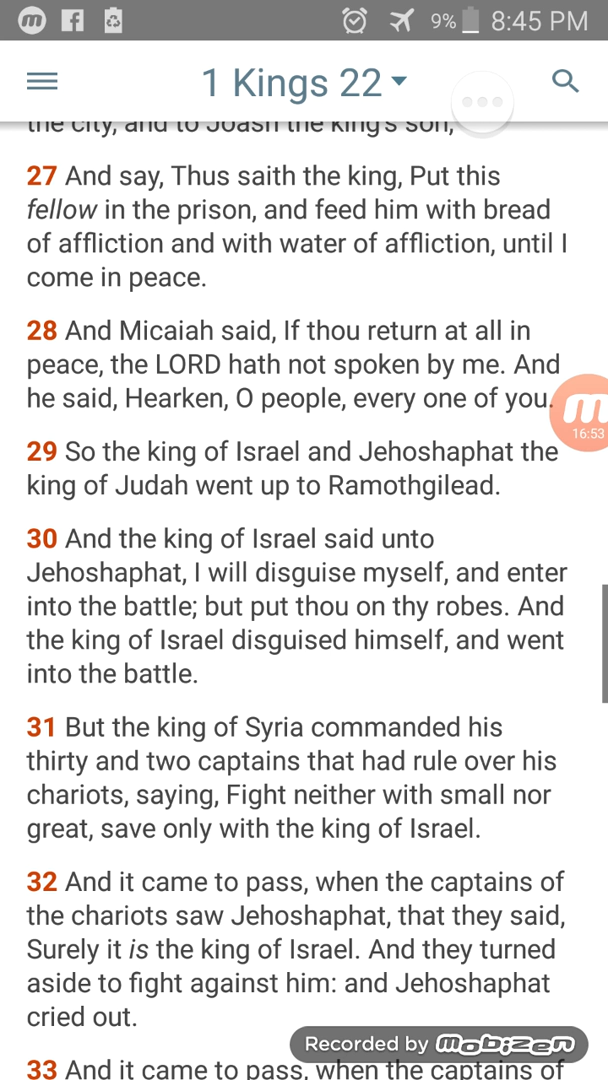 9% 8:45 PM
1 Kings 22
the city, and to Joash the king's son,
27 And say, Thus saith the king, Put this
fellow in the prison, and feed him with bread
of affliction and with water of affliction, until I
come in peace.
28 And Micaiah said, If thou return at all in
peace, the LORD hath not spoken by me. And
he said, Hearken, O people, every one of you.
16:53
29 So the king of Israel and Jehoshaphat the
king of Judah went up to Ramothgilead.
30 And the king of Israel said unto
Jehoshaphat, I will disguise myself, and enter
into the battle; but put thou on thy robes. And
the king of Israel disguised himself, and went
into the battle.
31 But the king of Syria commanded his
thirty and two captains that had rule over his
chariots, saying, Fight neither with small nor
great, save only with the king of Israel.
32 And it came to pass, when the captains of
the chariots saw Jehoshaphat, that they said,
Surely it is the king of Israel. And they turned
aside to fight against him: and Jehoshaphat
cried out.
Recorded by mobizen
33 And it came to pass, when the captains of